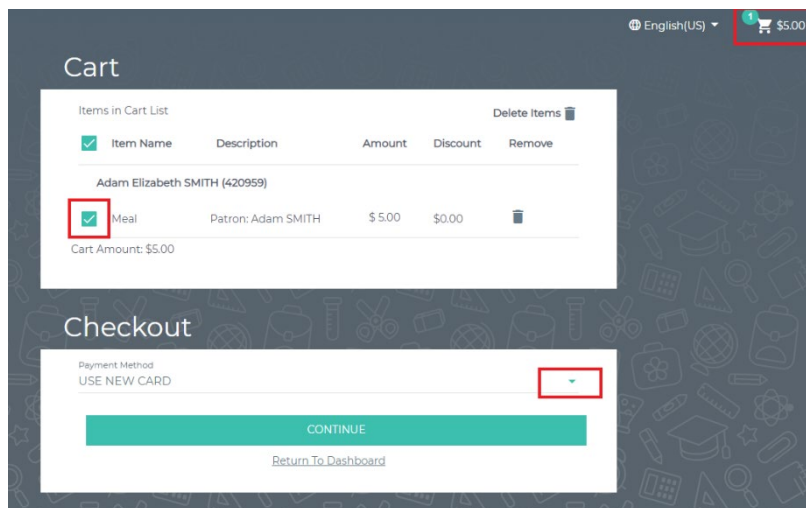 English(US)
1
$5.00
Cart
Items in Cart List
Delete Items
Item Name Description Amount Discount Remove
Adam Elizabeth SMITH (420959)
Meal Patron: Adam SMITH $ 5.00 $0.00
Cart Amount: $5.00
Checkout
Payment Method
USE NEW CARD
CONTINUE
Return To Dashboard